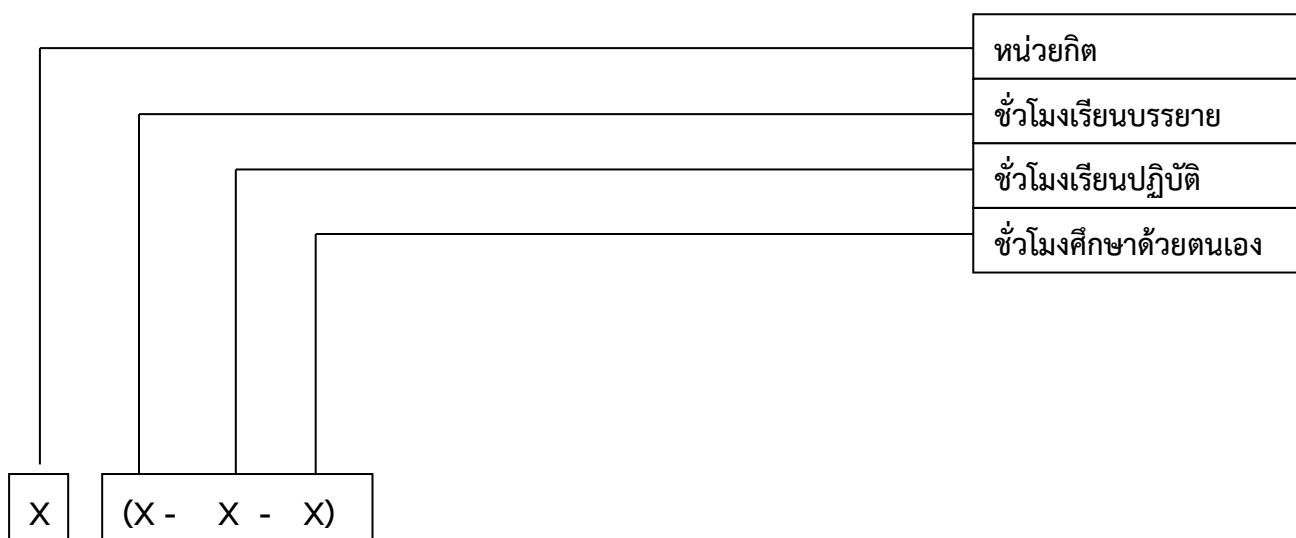 หน่วยกิต
ชั่วโมงเรียนบรรยาย
ชั่วโมงเรียนปฏิบัติ
ชั่วโมงศึกษาด้วยตนเอง
X (X - X - X)